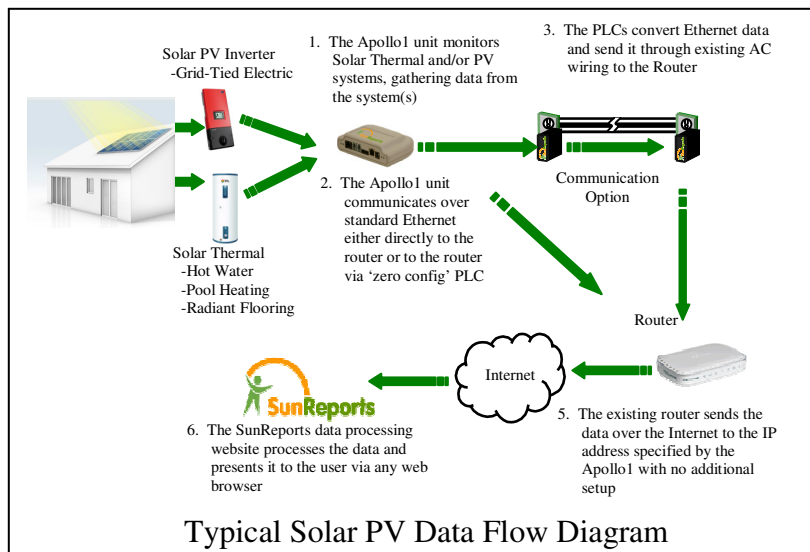 Solar PV Inverter
-Grid-Tied Electric
1. The Apollo1 unit monitors
Solar Thermal and/or PV
systems, gathering data from
the system(s)
3. The PLCs convert Ethernet data
and send it through existing AC
wiring to the Router
2. The Apollo1 unit
communicates over
standard Ethernet
either directly to the
router or to the router
via ‘zero config’ PLC
Communication
Option
Solar Thermal
-Hot Water
-Pool Heating
-Radiant Flooring
Router
Internet
SunReports
5. The existing router sends the
data over the Internet to the IP
address specified by the
Apollo1 with no additional
setup
6. The SunReports data processing
website processes the data and
presents it to the user via any web
browser
Typical Solar PV Data Flow Diagram